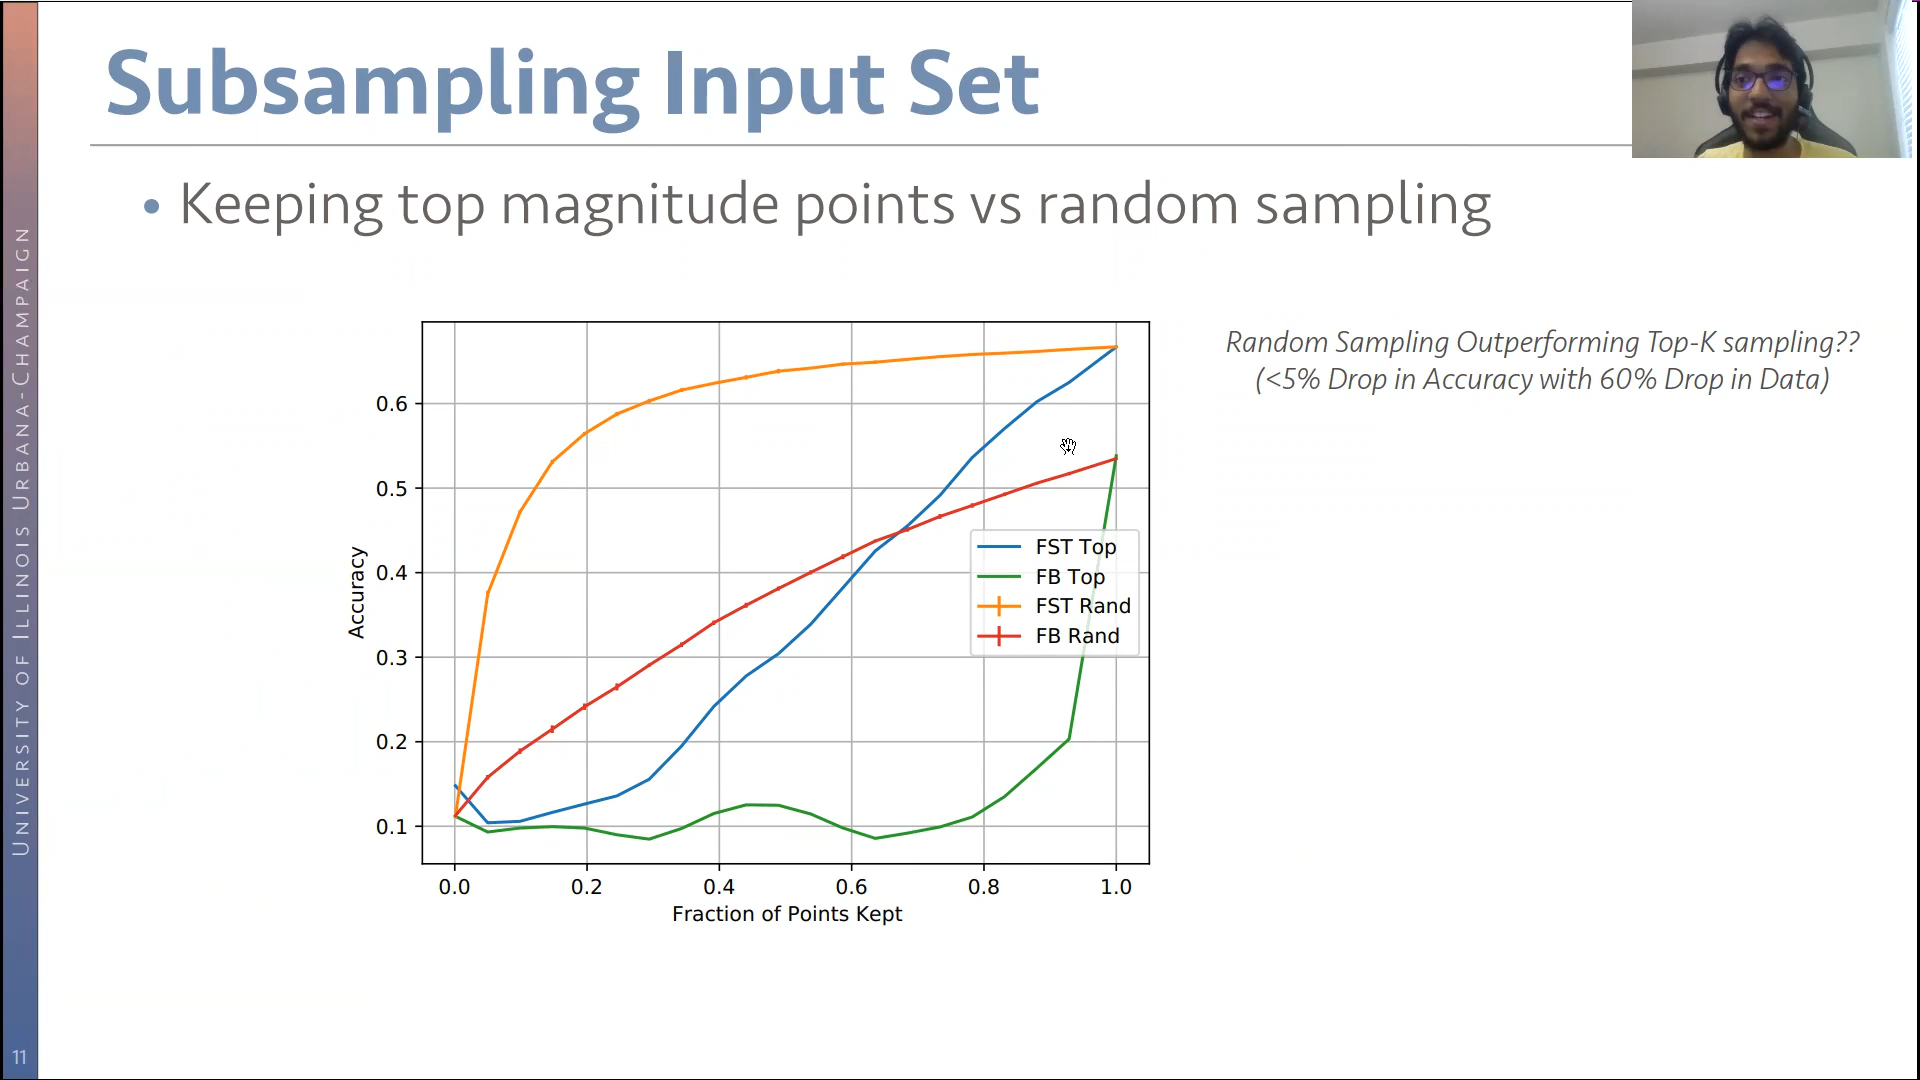 Subsampling Input Set
• Keeping top magnitude points vs random sampling
Random Sampling Outperforming Top-K sampling??
(<5% Drop in Accuracy with 60% Drop in Data)
Accuracy
0.6
0.5
0.4
0.3
0.2
0.1
FST Top
FB Top
FST Rand
FB Rand
0.0 0.2 0.4 0.6 0.8 1.0
Fraction of Points Kept
UNIVERSITY OF ILLINOIS URBANA-CHAMPAIGN
11